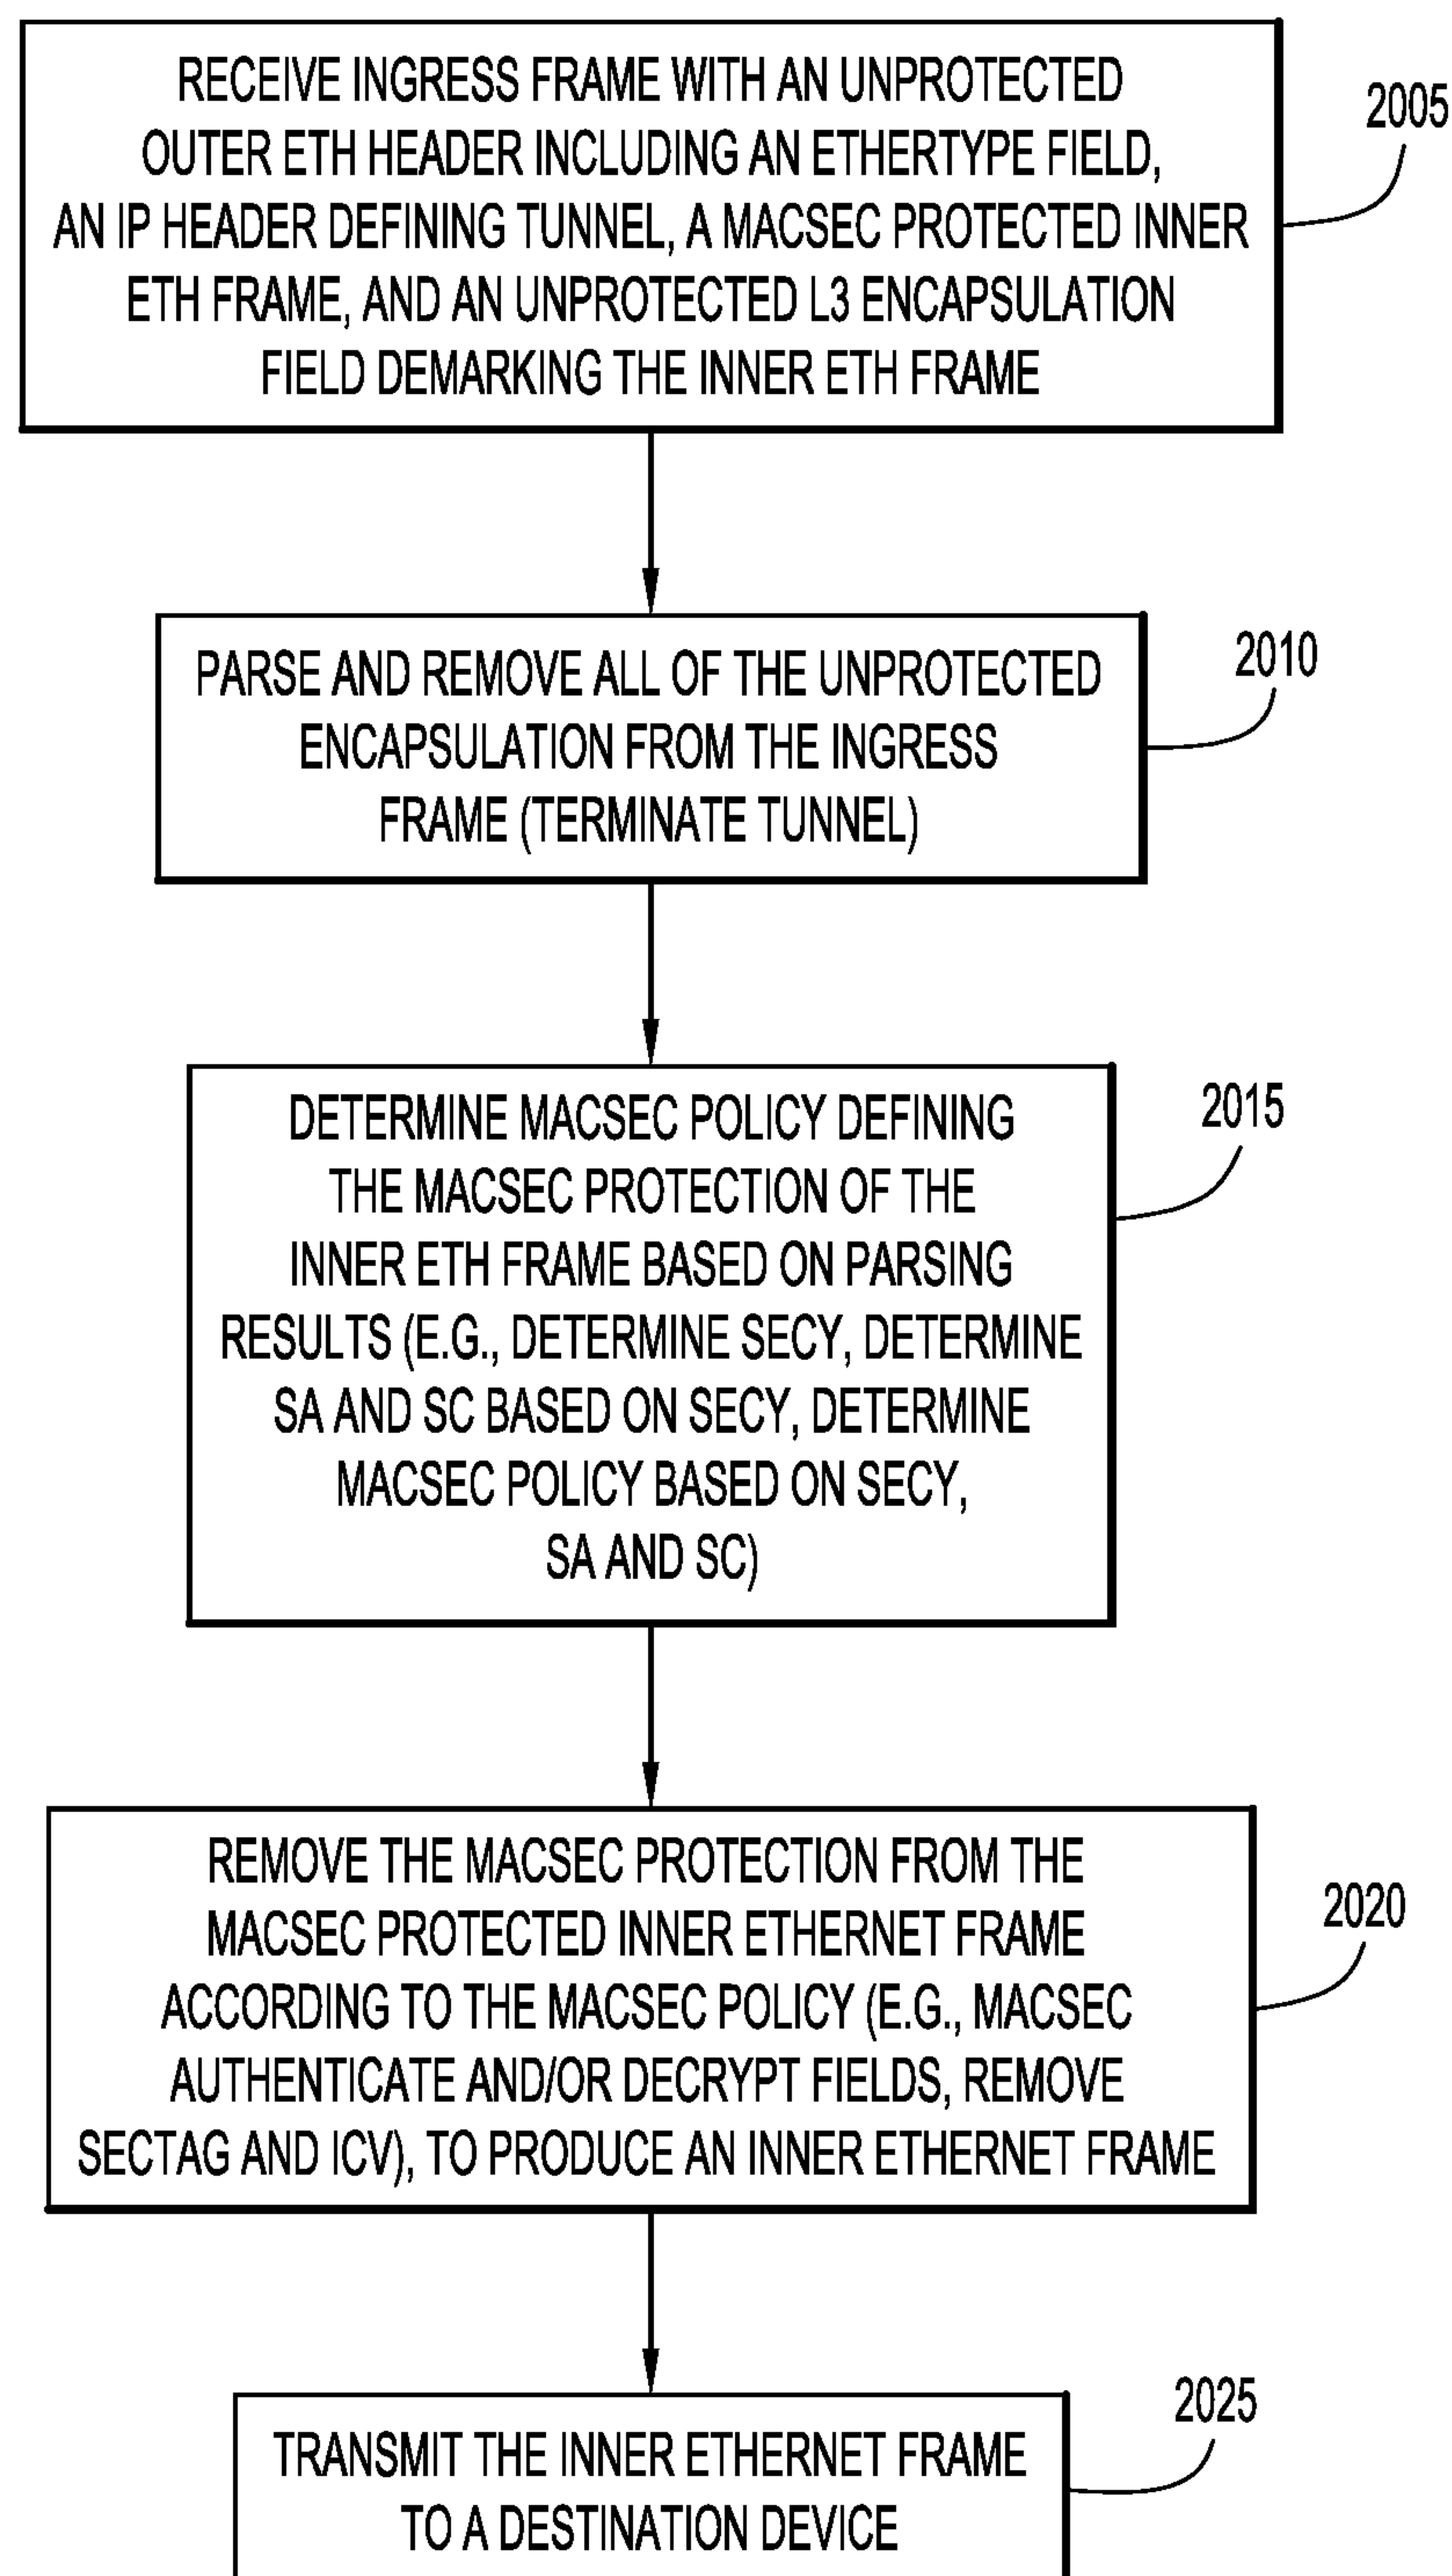 RECEIVE INGRESS FRAME WITH AN UNPROTECTED
OUTER ETH HEADER INCLUDING AN ETHERTYPE FIELD,
AN IP HEADER DEFINING TUNNEL, A MACSEC PROTECTED INNER
ETH FRAME, AND AN UNPROTECTED L3 ENCAPSULATION
FIELD DEMARKING THE INNER ETH FRAME
2005
PARSE AND REMOVE ALL OF THE UNPROTECTED
ENCAPSULATION FROM THE INGRESS
FRAME (TERMINATE TUNNEL)
2010
DETERMINE MACSEC POLICY DEFINING
THE MACSEC PROTECTION OF THE
INNER ETH FRAME BASED ON PARSING
RESULTS (E.G., DETERMINE SECY, DETERMINE
SA AND SC BASED ON SECY, DETERMINE
MACSEC POLICY BASED ON SECY,
SA AND SC)
2015
REMOVE THE MACSEC PROTECTION FROM THE
MACSEC PROTECTED INNER ETHERNET FRAME
ACCORDING TO THE MACSEC POLICY (E.G., MACSEC
AUTHENTICATE AND/OR DECRYPT FIELDS, REMOVE
SECTAG AND ICV), TO PRODUCE AN INNER ETHERNET FRAME
2020
TRANSMIT THE INNER ETHERNET FRAME
TO A DESTINATION DEVICE
2025